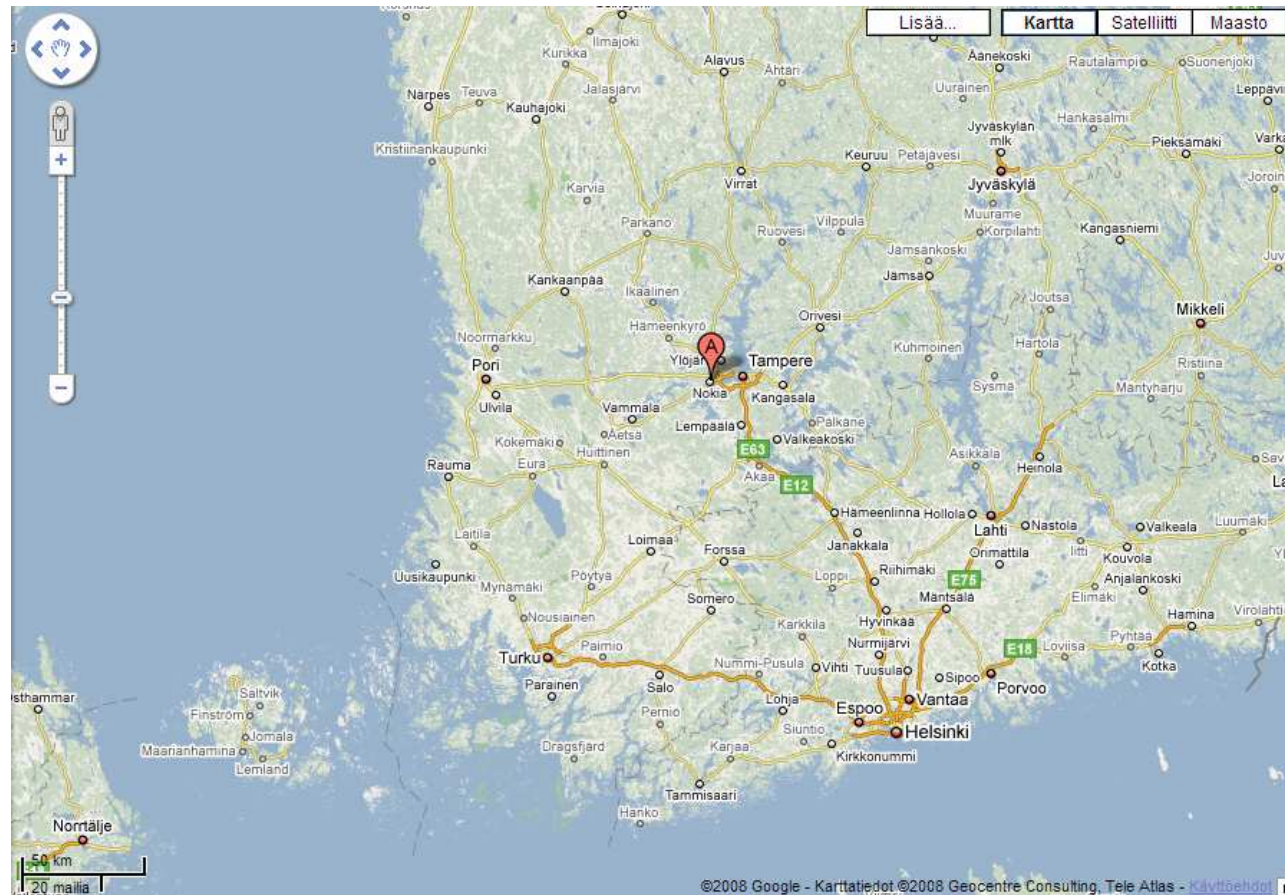 Lisää... Kartta Satelliitti Maasto
Ilmajoki
Kurikka
Alavus
Ähtäri
Äänekoski
Rautalampi
Suonenjoki
Närpes
Teuva
Jalasjärvi
Kauhajoki
Uurainen
Hankasalmi
Leppävi
Kristiinankaupunki
Jyväskylän
mlk
Pieksämäki
Varka
Keuruu
Petäjävesi
Virrat
Jyväskylä
Joroin
Karvia
Muurame
Parkano
Vilppula
Ruovesi
Korpilahti
Kangasniemi
Jämsänkoski
Juv
Kankaanpää
Jämsä
Ikaalinen
Joutsa
Mikkeli
Orivesi
Noormarkku
Hämeenkyrö
Hartola
A
Ylöjär
Kuhmoinen
Ristiina
Pori
Tampere
Sysmä
Mäntyharju
Ulvila
Nokia
Kangasala
Vammala
Lempäälä
Pälkäne
Äetsä
Valkeakoski
Kokemäki
E63
Huittinen
Asikkala
Heinola
Sav
Rauma
Eura
Akaa
E12
La
Hämeenlinna
Hollola
Lahti
Nastola
Valkeala
Luumäki
Laitila
Loimaa
Forssa
Janakkala
Orimattila
Iitti
Kouvola
Uusikaupunki
Riihimäki
Anjalankoski
Mynämäki
Pöytyä
Loppi
E75
Elimäki
Somero
Mäntsälä
Nousiainen
Hyvinkää
Hamina
Virolahti
Karkkila
Turku
Paimio
Nurmijärvi
E18
Loviisa
Pyhtää
Kotka
Nummi-Pusula
Vihti
Tuusula
Sipoo
Porvoo
Parainen
Salo
Lohja
Vantaa
Östhammar
Saltvik
Finström
Perniö
Espoo
Helsinki
Jomala
Siuntio
Maarianhamina
Dragsfjärd
Karjaa
Kirkkonummi
Lemland
Tammisaari
Hanko
Norrtälje
50 km
20 mailia
©2008 Google - Karttatiedot ©2008 Geocentre Consulting, Tele Atlas - Käyttöehdot